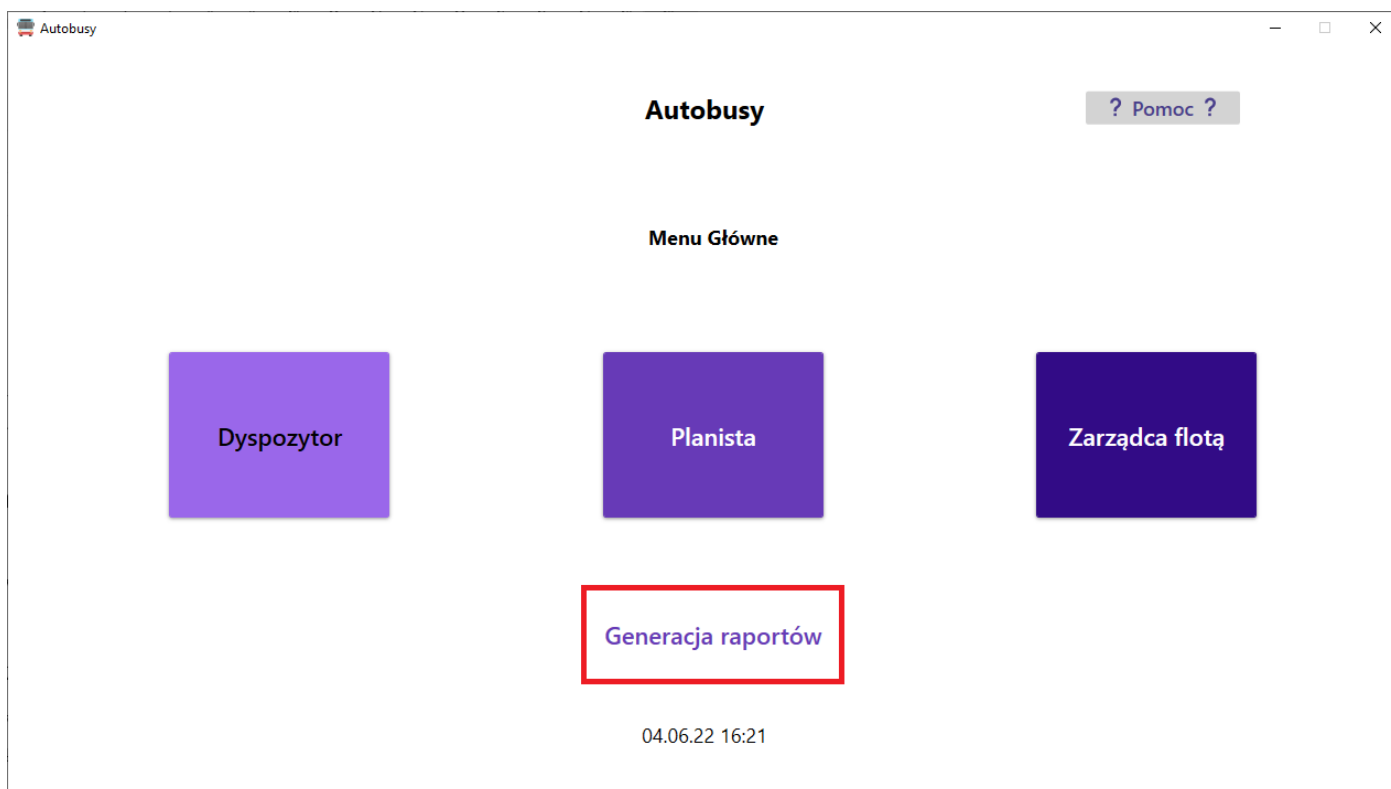 Autobusy
Autobusy
? Pomoc ?
Menu Główne
Dyspozytor
Planista
Zarządca flotą
Generacja raportów
04.06.22 16:21